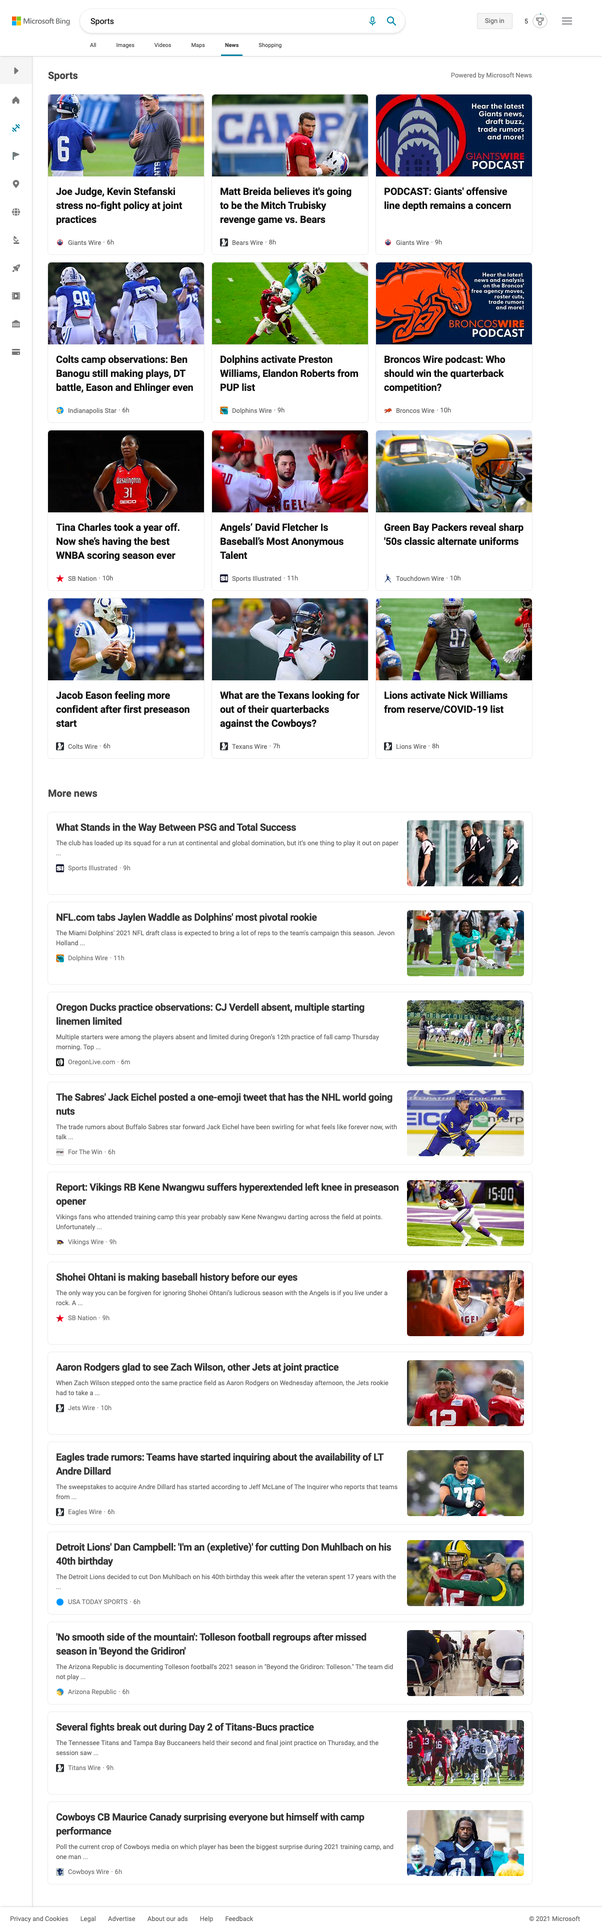 Microsoft Bing
Sports
Sign in
5
All
Images
Videos
Maps
News
Shopping
Sports
Powered by Microsoft News
6
CAMP
Hear the latest
Giants news,
draft buzz,
trade rumors
and more!
GIANTSWIRE
PODCAST
Joe Judge, Kevin Stefanski
stress no-fight policy at joint
practices
Giants Wire · 6h
Matt Breida believes it's going
to be the Mitch Trubisky
revenge game vs. Bears
Bears Wire · 8h
PODCAST: Giants' offensive
line depth remains a concern
Giants Wire · 9h
99
Hear the latest
news and analysis
on the Broncos'
free agency moves,
roster cuts,
trade rumors
and more!
BRONCOSWIRE
PODCAST
Colts camp observations: Ben
Banogu still making plays, DT
battle, Eason and Ehlinger even
Indianapolis Star · 6h
Dolphins activate Preston
Williams, Elandon Roberts from
PUP list
Dolphins Wire · 9h
Broncos Wire podcast: Who
should win the quarterback
competition?
Broncos Wire · 10h
Washington
31
GEICO
ANGEL
Tina Charles took a year off.
Now she's having the best
WNBA scoring season ever
SB Nation · 10h
Angels' David Fletcher Is
Baseball's Most Anonymous
Talent
Sports Illustrated · 11h
Green Bay Packers reveal sharp
'50s classic alternate uniforms
Touchdown Wire · 10h
97
Jacob Eason feeling more
confident after first preseason
start
Colts Wire · 6h
What are the Texans looking for
out of their quarterbacks
against the Cowboys?
Texans Wire · 7h
Lions activate Nick Williams
from reserve/COVID-19 list
Lions Wire · 8h
More news
What Stands in the Way Between PSG and Total Success
The club has loaded up its squad for a run at continental and global domination, but it's one thing to play it out on paper
...
Sports Illustrated · 9h
NFL.com tabs Jaylen Waddle as Dolphins' most pivotal rookie
The Miami Dolphins' 2021 NFL draft class is expected to bring a lot of reps to the team's campaign this season. Jevon
Holland ...
Dolphins Wire · 11h
Oregon Ducks practice observations: CJ Verdell absent, multiple starting
linemen limited
Multiple starters were among the players absent and limited during Oregon's 12th practice of fall camp Thursday
morning. Top ...
OregonLive.com · 6m
The Sabres' Jack Eichel posted a one-emoji tweet that has the NHL world going
nuts
The trade rumors about Buffalo Sabres star forward Jack Eichel have been swirling for what feels like forever now, with
talk ...
For The Win · 6h
Report: Vikings RB Kene Nwangwu suffers hyperextended left knee in preseason
opener
Vikings fans who attended training camp this year probably saw Kene Nwangwu darting across the field at points.
Unfortunately ...
Vikings Wire · 9h
15:00
Shohei Ohtani is making baseball history before our eyes
The only way you can be forgiven for ignoring Shohei Ohtani's ludicrous season with the Angels is if you live under a
rock. A ...
SB Nation · 9h
Aaron Rodgers glad to see Zach Wilson, other Jets at joint practice
When Zach Wilson stepped onto the same practice field as Aaron Rodgers on Wednesday afternoon, the Jets rookie
had to take a ...
Jets Wire · 10h
12
Eagles trade rumors: Teams have started inquiring about the availability of LT
Andre Dillard
The sweepstakes to acquire Andre Dillard has started according to Jeff McLane of The Inquirer who reports that teams
from ...
Eagles Wire · 6h
77
Detroit Lions' Dan Campbell: 'I'm an (expletive)' for cutting Don Muhlbach on his
40th birthday
The Detroit Lions decided to cut Don Muhlbach on his 40th birthday this week after the veteran spent 17 years with the
...
USA TODAY SPORTS · 6h
12
'No smooth side of the mountain': Tolleson football regroups after missed
season in 'Beyond the Gridiron'
The Arizona Republic is documenting Tolleson football's 2021 season in "Beyond the Gridiron: Tolleson." The team did
not play ...
Arizona Republic · 6h
Several fights break out during Day 2 of Titans-Bucs practice
The Tennessee Titans and Tampa Bay Buccaneers held their second and final joint practice on Thursday, and the
session saw ...
Titans Wire · 9h
Cowboys CB Maurice Canady surprising everyone but himself with camp
performance
Poll the current crop of Cowboys media on which player has been the biggest surprise during 2021 training camp, and
one man ...
Cowboys Wire · 6h
Privacy and Cookies
Legal
Advertise
About our ads
Help
Feedback
© 2021 Microsoft